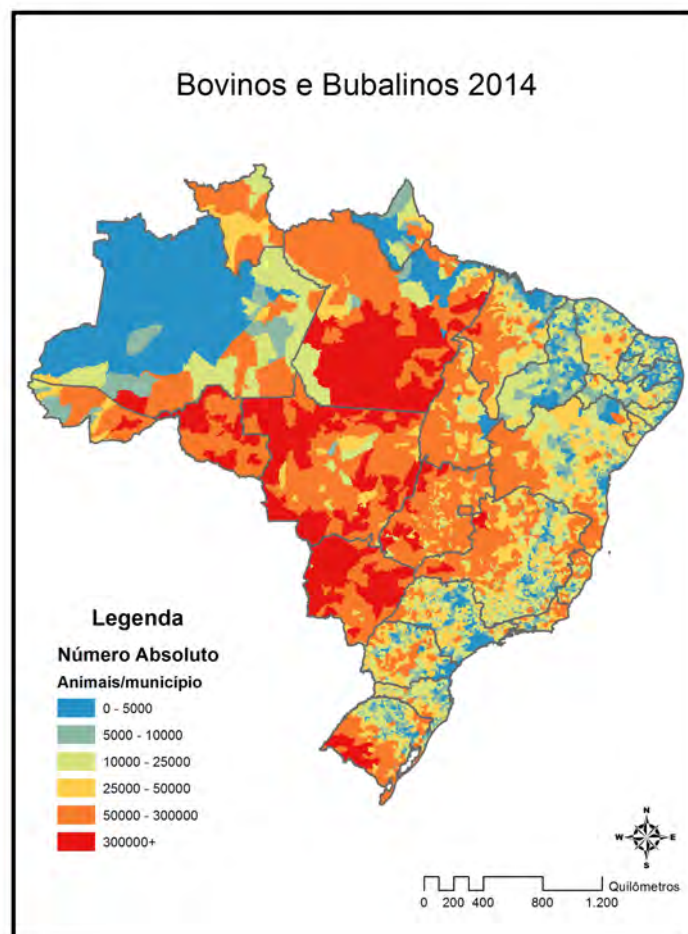 Bovinos e Bubalinos 2014
Legenda
Número Absoluto
Animais/município
0 - 5000
5000 - 10000
10000 - 25000
25000 - 50000
50000 - 300000
300000+
N
W E
S
Quilômetros
0 200 400 800 1.200